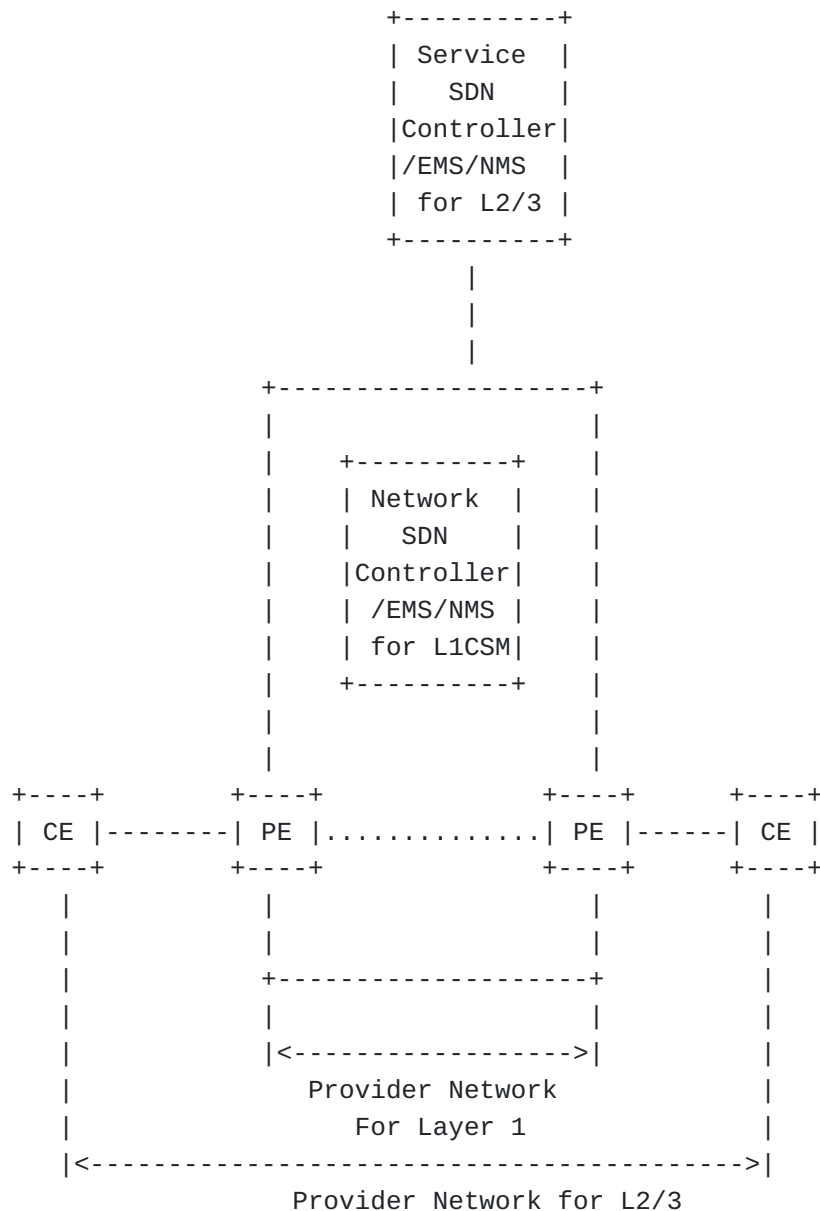 Service
SDN
Controller
/EMS/NMS
for L2/3
Network
SDN
Controller
/EMS/NMS
for L1CSM
CE PE PE CE
Provider Network
For Layer 1
Provider Network for L2/3